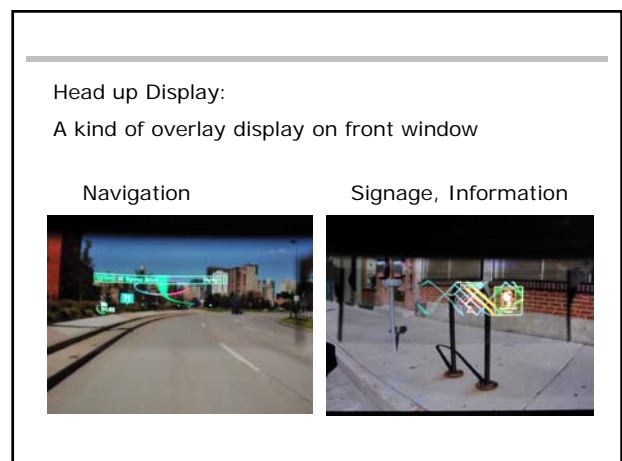 Head up Display:
A kind of overlay display on front window
Navigation
Signage, Information